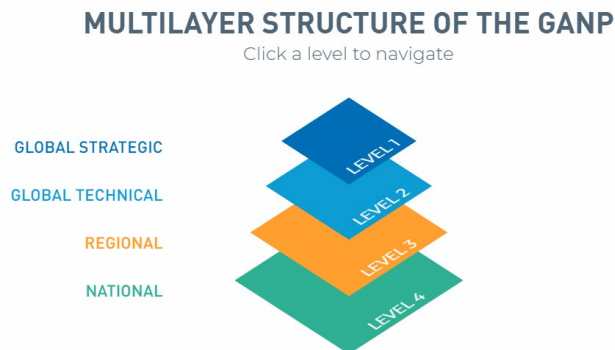 MULTILAYER STRUCTURE OF THE GANP
Click a level to navigate
GLOBAL STRATEGIC
LEVEL 1
GLOBAL TECHNICAL
LEVEL 2
REGIONAL
LEVEL 3
NATIONAL
LEVEL 4